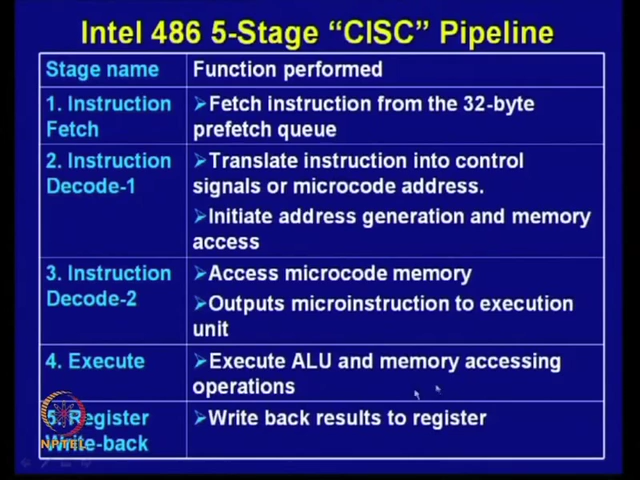 Intel 486 5-Stage “CISC” Pipeline
Stage name
Function performed
1. Instruction
Fetch
➢Fetch instruction from the 32-byte
prefetch queue
2. Instruction
Decode-1
➢Translate instruction into control
signals or microcode address.
➢Initiate address generation and memory
access
3. Instruction
Decode-2
➢Access microcode memory
➢Outputs microinstruction to execution
unit
4. Execute
➢Execute ALU and memory accessing
operations
5. Register
Write-back
➢Write back results to register
NPTEL